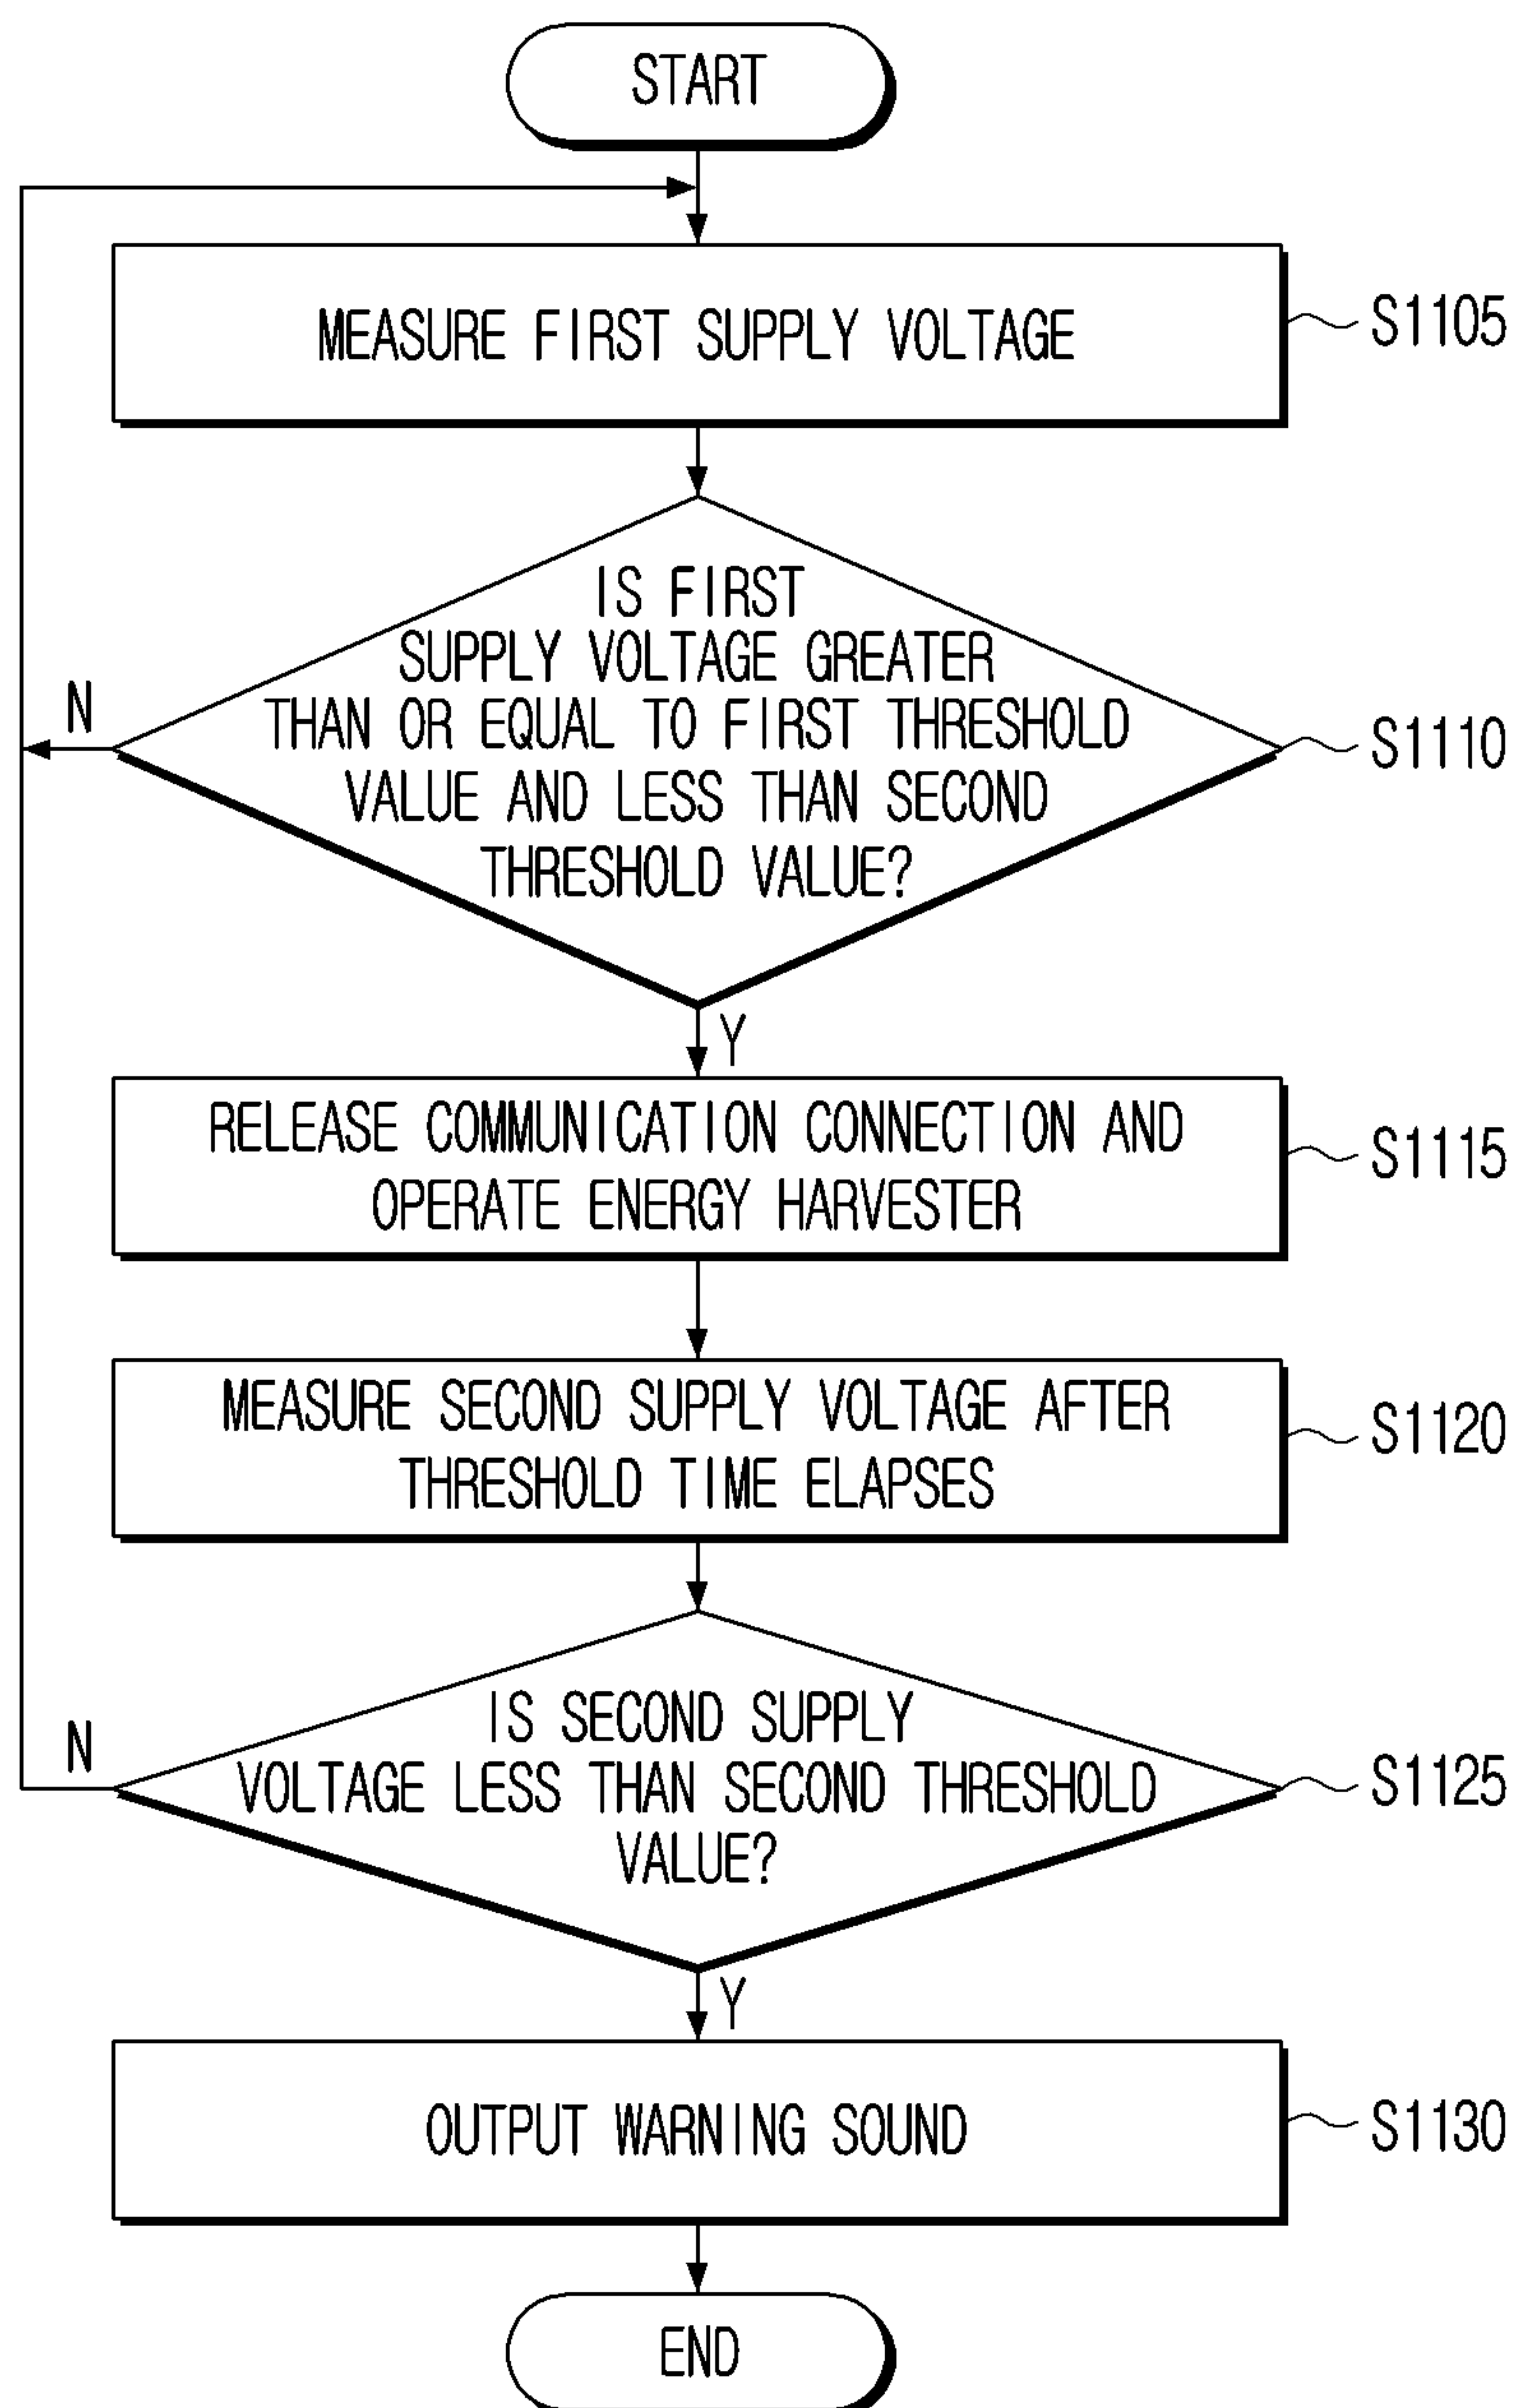 START
MEASURE FIRST SUPPLY VOLTAGE
S1105
IS FIRST
SUPPLY VOLTAGE GREATER
THAN OR EQUAL TO FIRST THRESHOLD
VALUE AND LESS THAN SECOND
THRESHOLD VALUE?
N
S1110
Y
RELEASE COMMUNICATION CONNECTION AND
OPERATE ENERGY HARVESTER
S1115
MEASURE SECOND SUPPLY VOLTAGE AFTER
THRESHOLD TIME ELAPSES
S1120
IS SECOND SUPPLY
VOLTAGE LESS THAN SECOND THRESHOLD
VALUE?
N
S1125
Y
OUTPUT WARNING SOUND
S1130
END